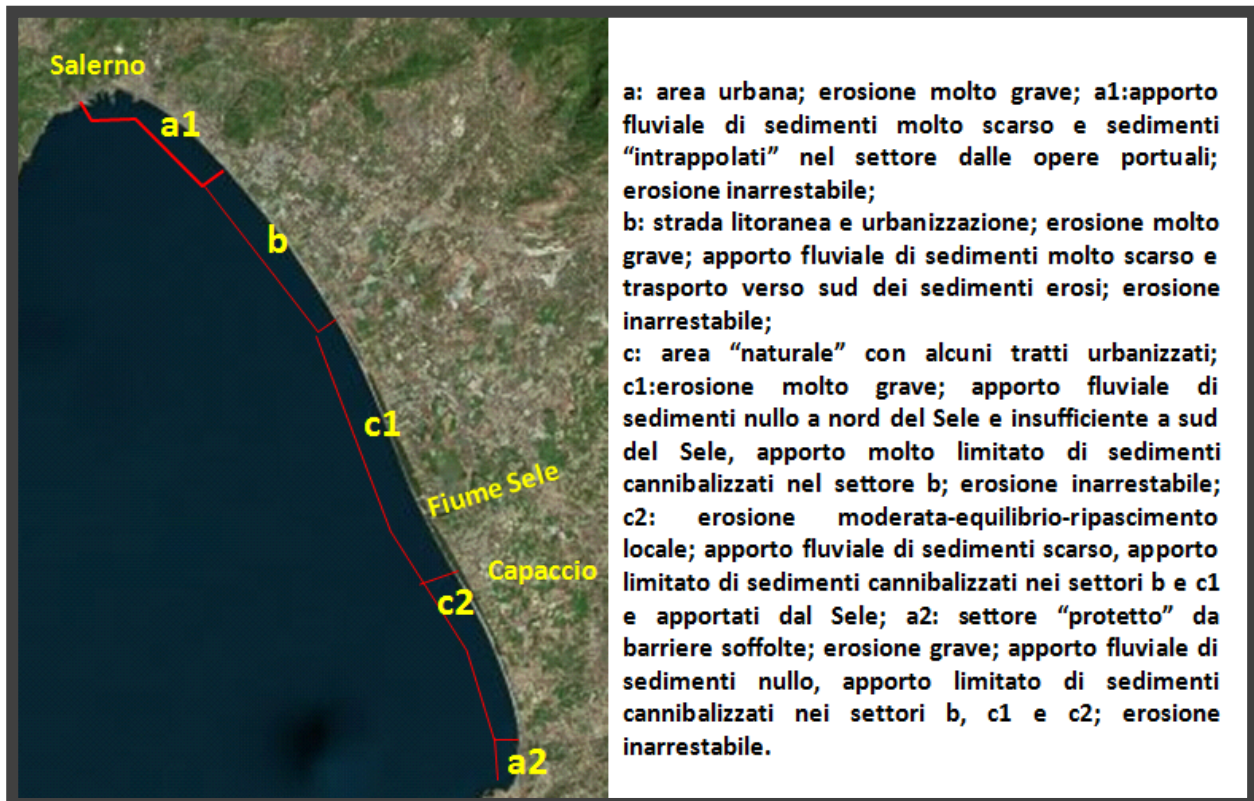 Salerno
a1
b
c1
Fiume Sele
Capaccio
c2
a2
a: area urbana; erosione molto grave; a1:apporto
fluviale di sedimenti molto scarso e sedimenti
“intrappolati” nel settore dalle opere portuali;
erosione inarrestabile;
b: strada litoranea e urbanizzazione; erosione molto
grave; apporto fluviale di sedimenti molto scarso e
trasporto verso sud dei sedimenti erosi; erosione
inarrestabile;
c: area “naturale” con alcuni tratti urbanizzati;
c1:erosione molto grave; apporto fluviale di
sedimenti nullo a nord del Sele e insufficiente a sud
del Sele, apporto molto limitato di sedimenti
cannibalizzati nel settore b; erosione inarrestabile;
c2: erosione moderata-equilibrio-ripascimento
locale; apporto fluviale di sedimenti scarso, apporto
limitato di sedimenti cannibalizzati nei settori b e c1
e apportati dal Sele; a2: settore “protetto” da
barriere soffolte; erosione grave; apporto fluviale di
sedimenti nullo, apporto limitato di sedimenti
cannibalizzati nei settori b, c1 e c2; erosione
inarrestabile.